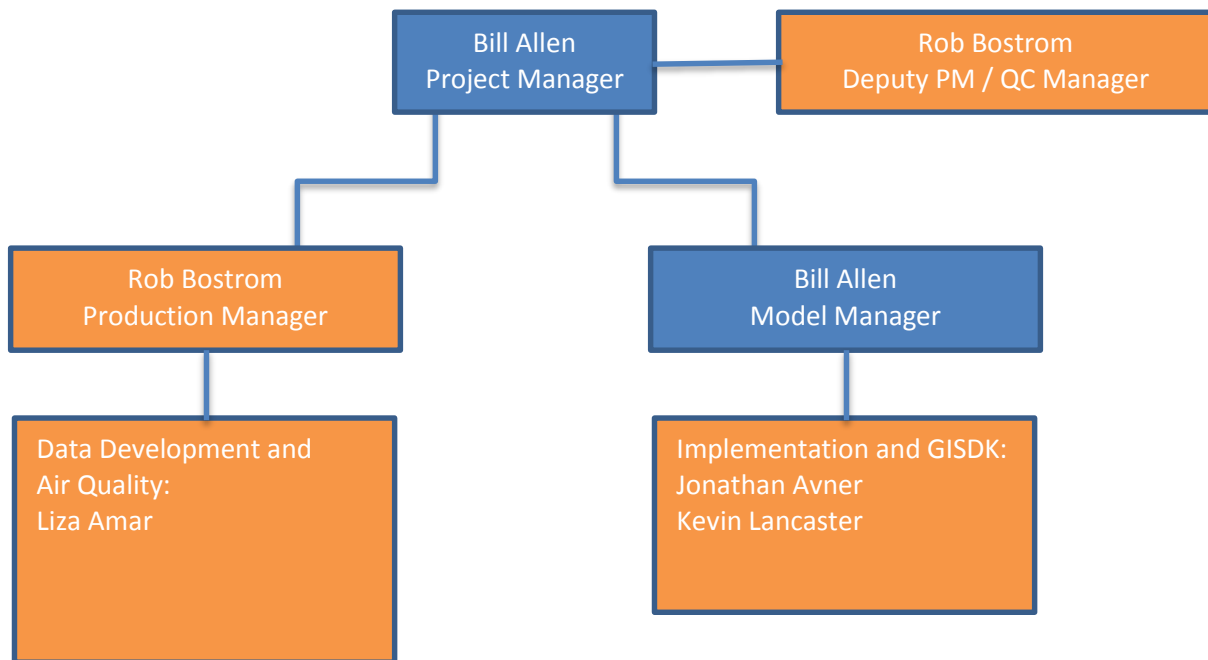 Bill Allen
Project Manager
Rob Bostrom
Deputy PM / QC Manager
Rob Bostrom
Production Manager
Bill Allen
Model Manager
Data Development and
Air Quality:
Liza Amar
Implementation and GISDK:
Jonathan Avner
Kevin Lancaster